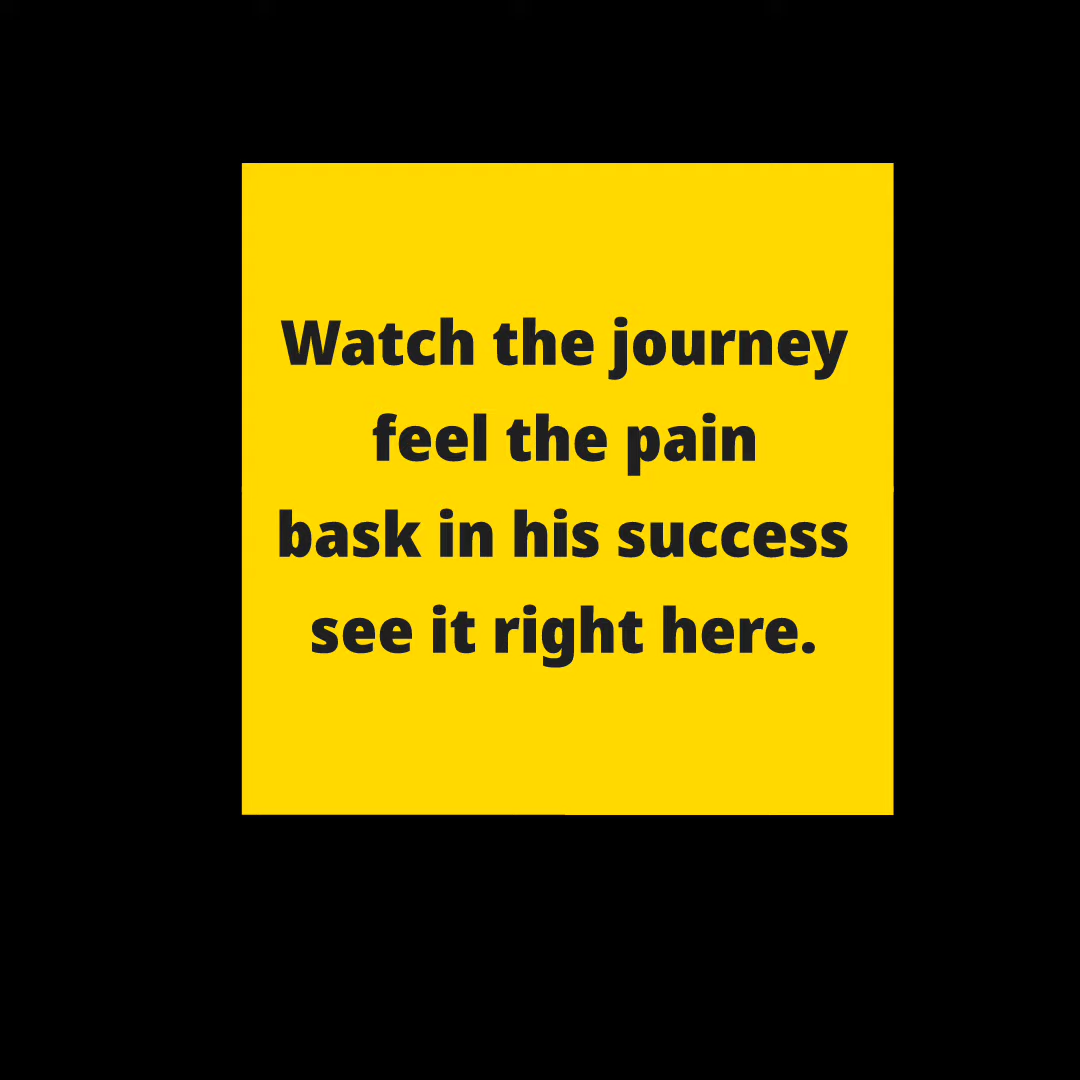 Watch the journey
feel the pain
bask in his success
see it right here.